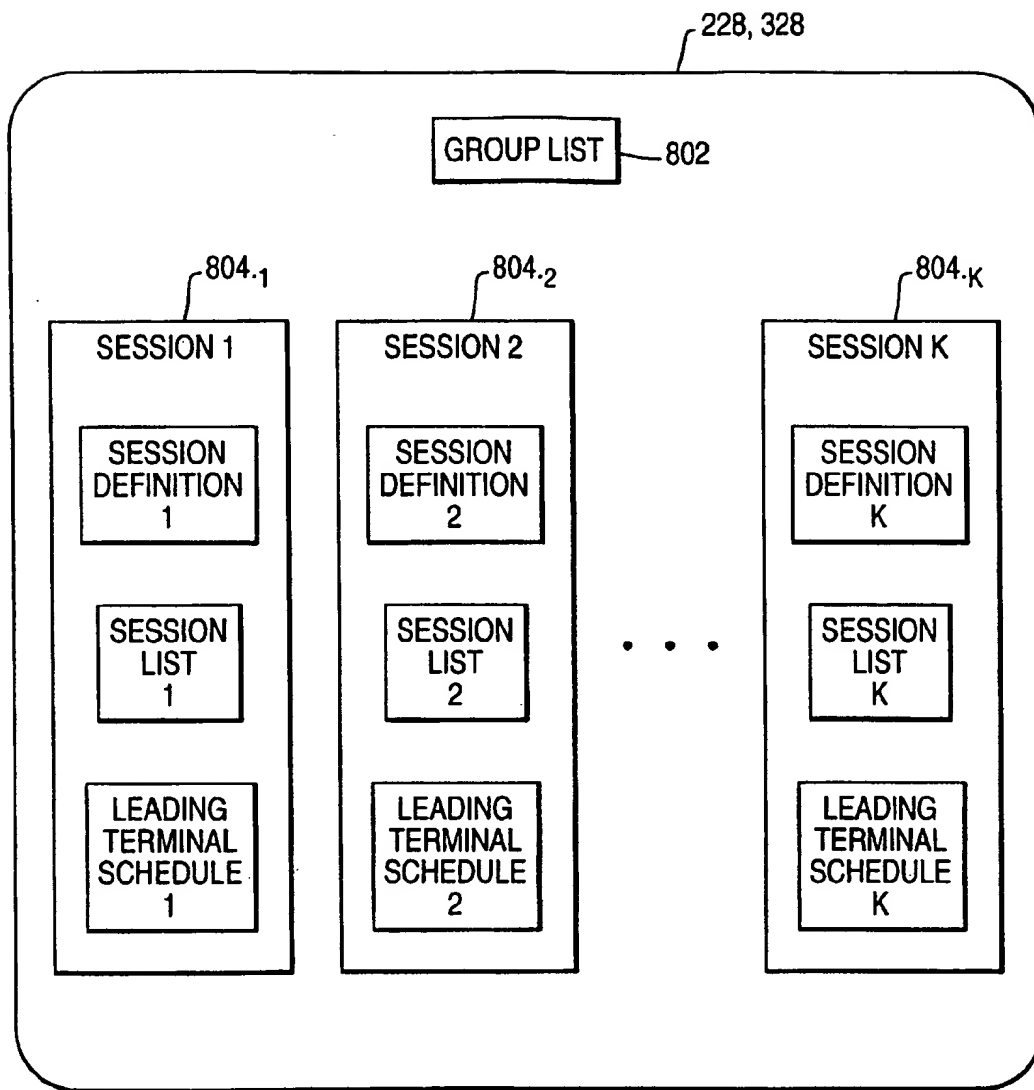 228, 328
GROUP LIST
802
804.1
804.2
804.K
SESSION 1
SESSION
DEFINITION
1
SESSION
LIST
1
LEADING
TERMINAL
SCHEDULE
1
SESSION 2
SESSION
DEFINITION
2
SESSION
LIST
2
LEADING
TERMINAL
SCHEDULE
2
. . .
SESSION K
SESSION
DEFINITION
K
SESSION
LIST
K
LEADING
TERMINAL
SCHEDULE
K